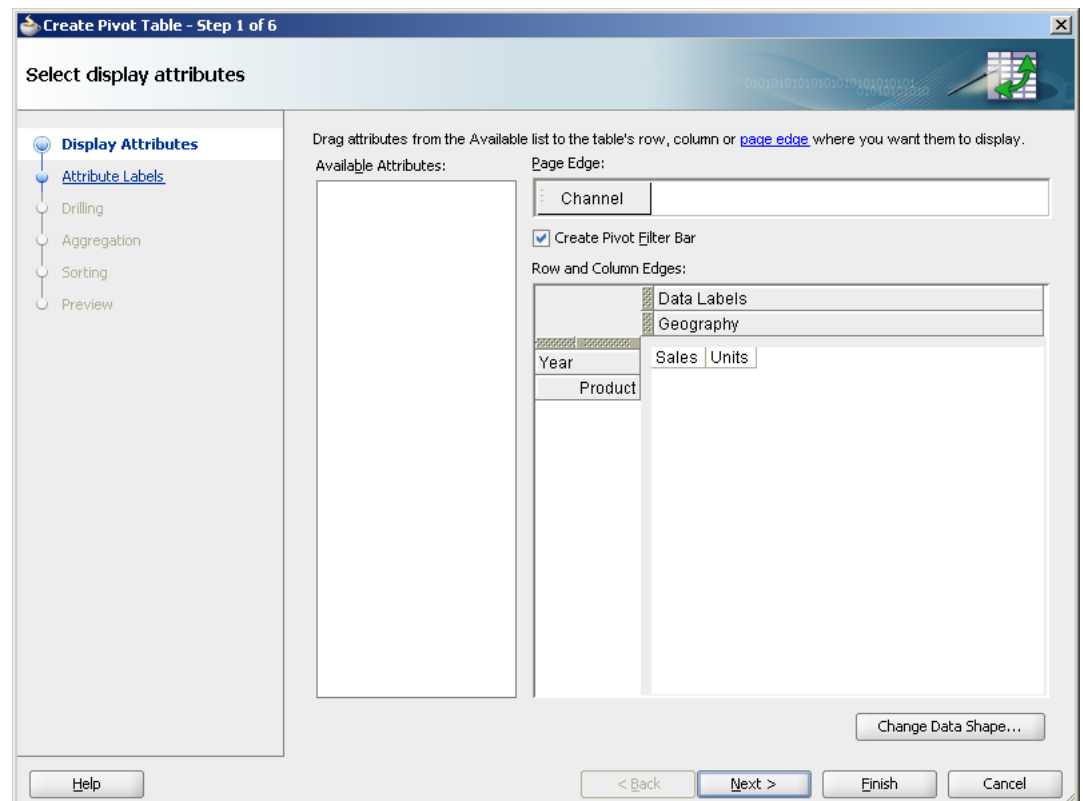 Create Pivot Table - Step 1 of 6
Select display attributes
Display Attributes
Attribute Labels
Drilling
Aggregation
Sorting
Preview
Drag attributes from the Available list to the table's row, column or page edge where you want them to display.
Available Attributes:
Page Edge:
Channel
Create Pivot Filter Bar
Row and Column Edges:
Data Labels
Geography
Year
Sales Units
Product
Change Data Shape...
Help
< Back
Next >
Finish
Cancel